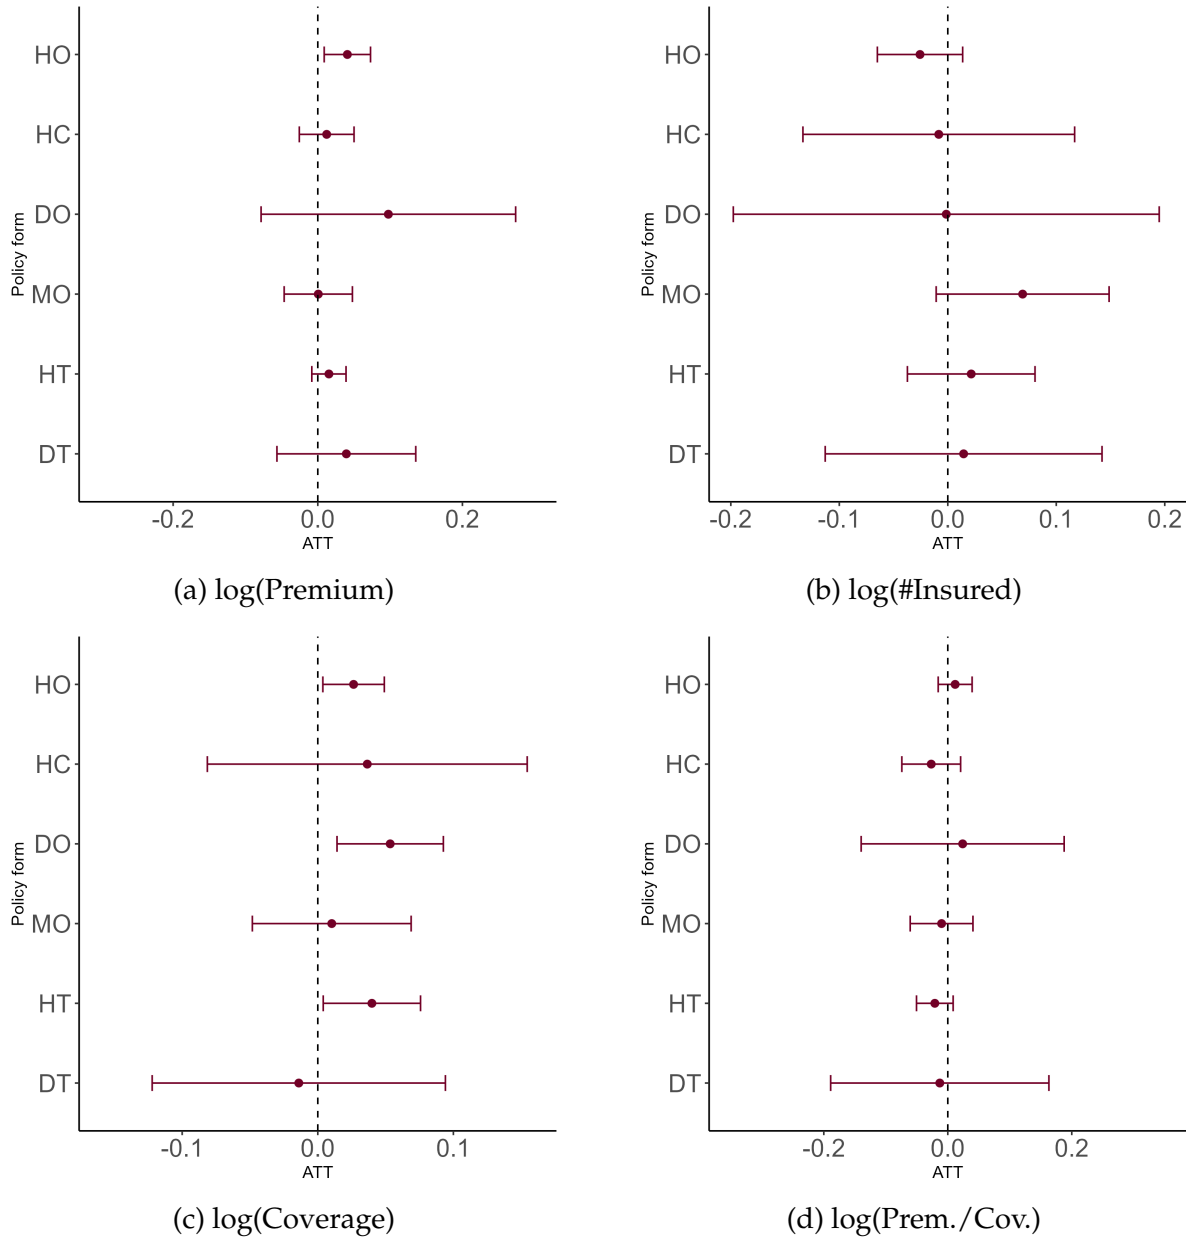 HO
HC
DO
MO
HT
DT
Policy form
-0.2 0.0 0.2
ATT
(a) log(Premium)
HO
HC
DO
MO
HT
DT
Policy form
-0.2 -0.1 0.0 0.1 0.2
ATT
(b) log(#Insured)
HO
HC
DO
MO
HT
DT
Policy form
-0.1 0.0 0.1
ATT
(c) log(Coverage)
HO
HC
DO
MO
HT
DT
Policy form
-0.2 0.0 0.2
ATT
(d) log(Prem./Cov.)